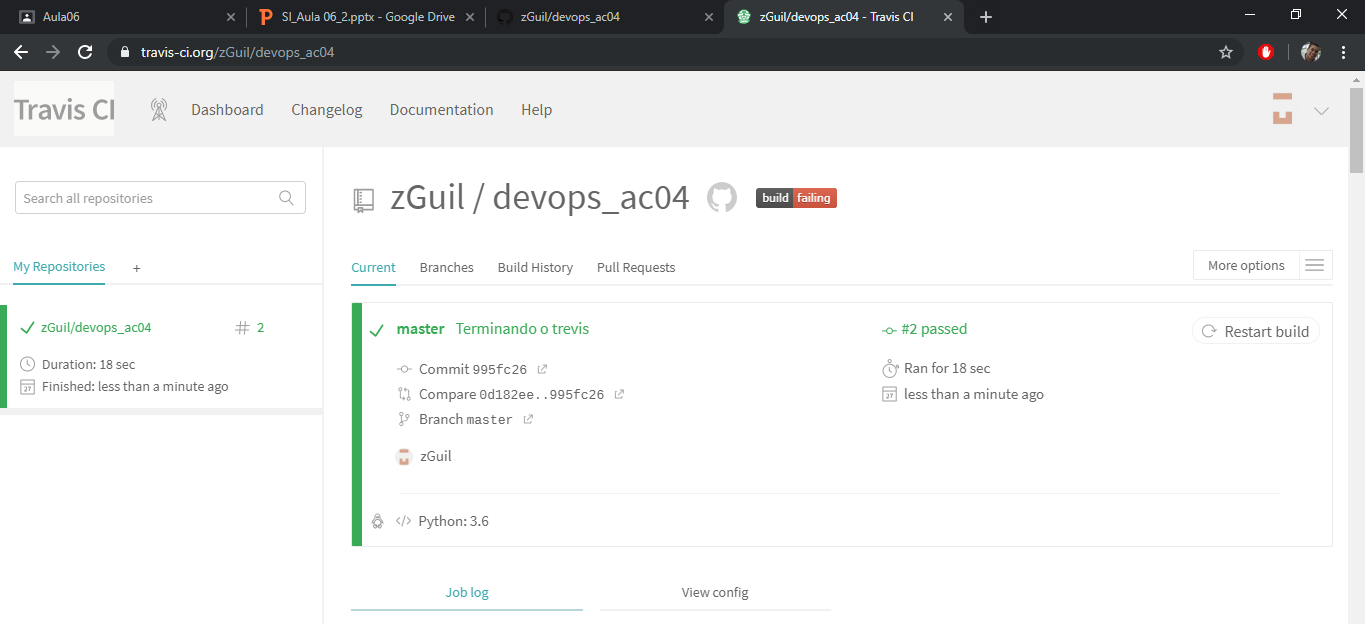 Aula06
SI_Aula 06_2.pptx - Google Drive
zGuil/devops_ac04
zGuil/devops_ac04 - Travis CI
travis-ci.org/zGuil/devops_ac04
Travis CI
Dashboard
Changelog
Documentation
Help
Search all repositories
zGuil / devops_ac04
build failing
My Repositories
+
Current
Branches
Build History
Pull Requests
More options
zGuil/devops_ac04
# 2
Duration: 18 sec
Finished: less than a minute ago
master Terminando o trevis
#2 passed
Restart build
Commit 995fc26
Ran for 18 sec
Compare 0d182ee..995fc26
less than a minute ago
Branch master
zGuil
</> Python: 3.6
Job log
View config